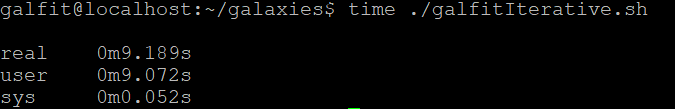 galfit@localhost:~/galaxies$ time ./galfitIterative.sh
real 0m9.189s
user 0m9.072s
sys 0m0.052s